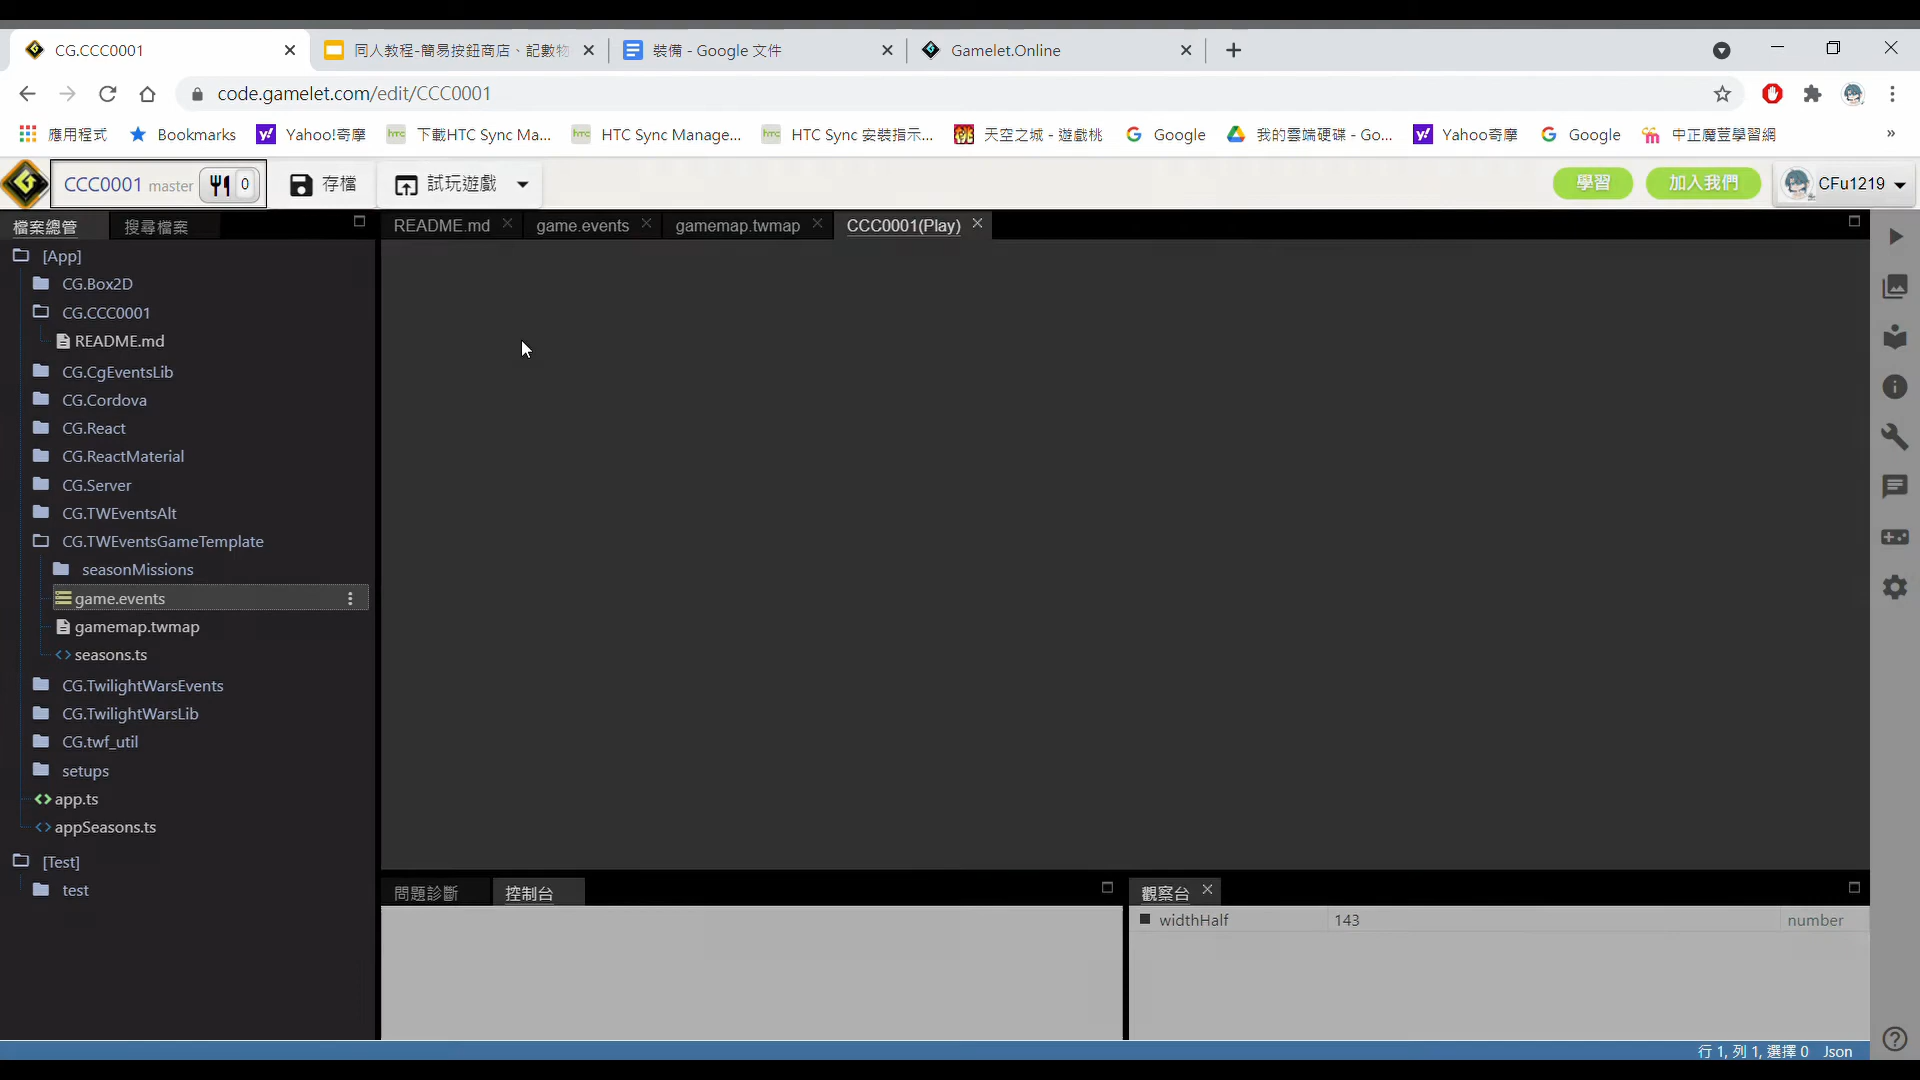 CG.CCC0001
同人教程-簡易按鈕商店、記數物
裝備 - Google 文件
Gamelet.Online
code.gamelet.com/edit/CCC0001
應用程式
Bookmarks
Yahoo!奇摩
下載HTC Sync Ma...
HTC Sync Manage...
HTC Sync 安裝指示...
天空之城 - 遊戲桃
Google
我的雲端硬碟 - Go...
Yahoo奇摩
Google
中正魔荳學習網
»
CCC0001 master
0
存檔
試玩遊戲
學習
加入我們
CFu1219
檔案總管
搜尋檔案
README.md
game.events
gamemap.twmap
CCC0001(Play)
[App]
CG.Box2D
CG.CCC0001
README.md
CG.CgEventsLib
CG.Cordova
CG.React
CG.ReactMaterial
CG.Server
CG.TWEventsAlt
CG.TWEventsGameTemplate
seasonMissions
game.events
gamemap.twmap
seasons.ts
CG.TwilightWarsEvents
CG.TwilightWarsLib
CG.twf_util
setups
app.ts
appSeasons.ts
[Test]
test
問題診斷
控制台
觀察台
widthHalf 143 number
行 1, 列 1, 選擇 0 Json